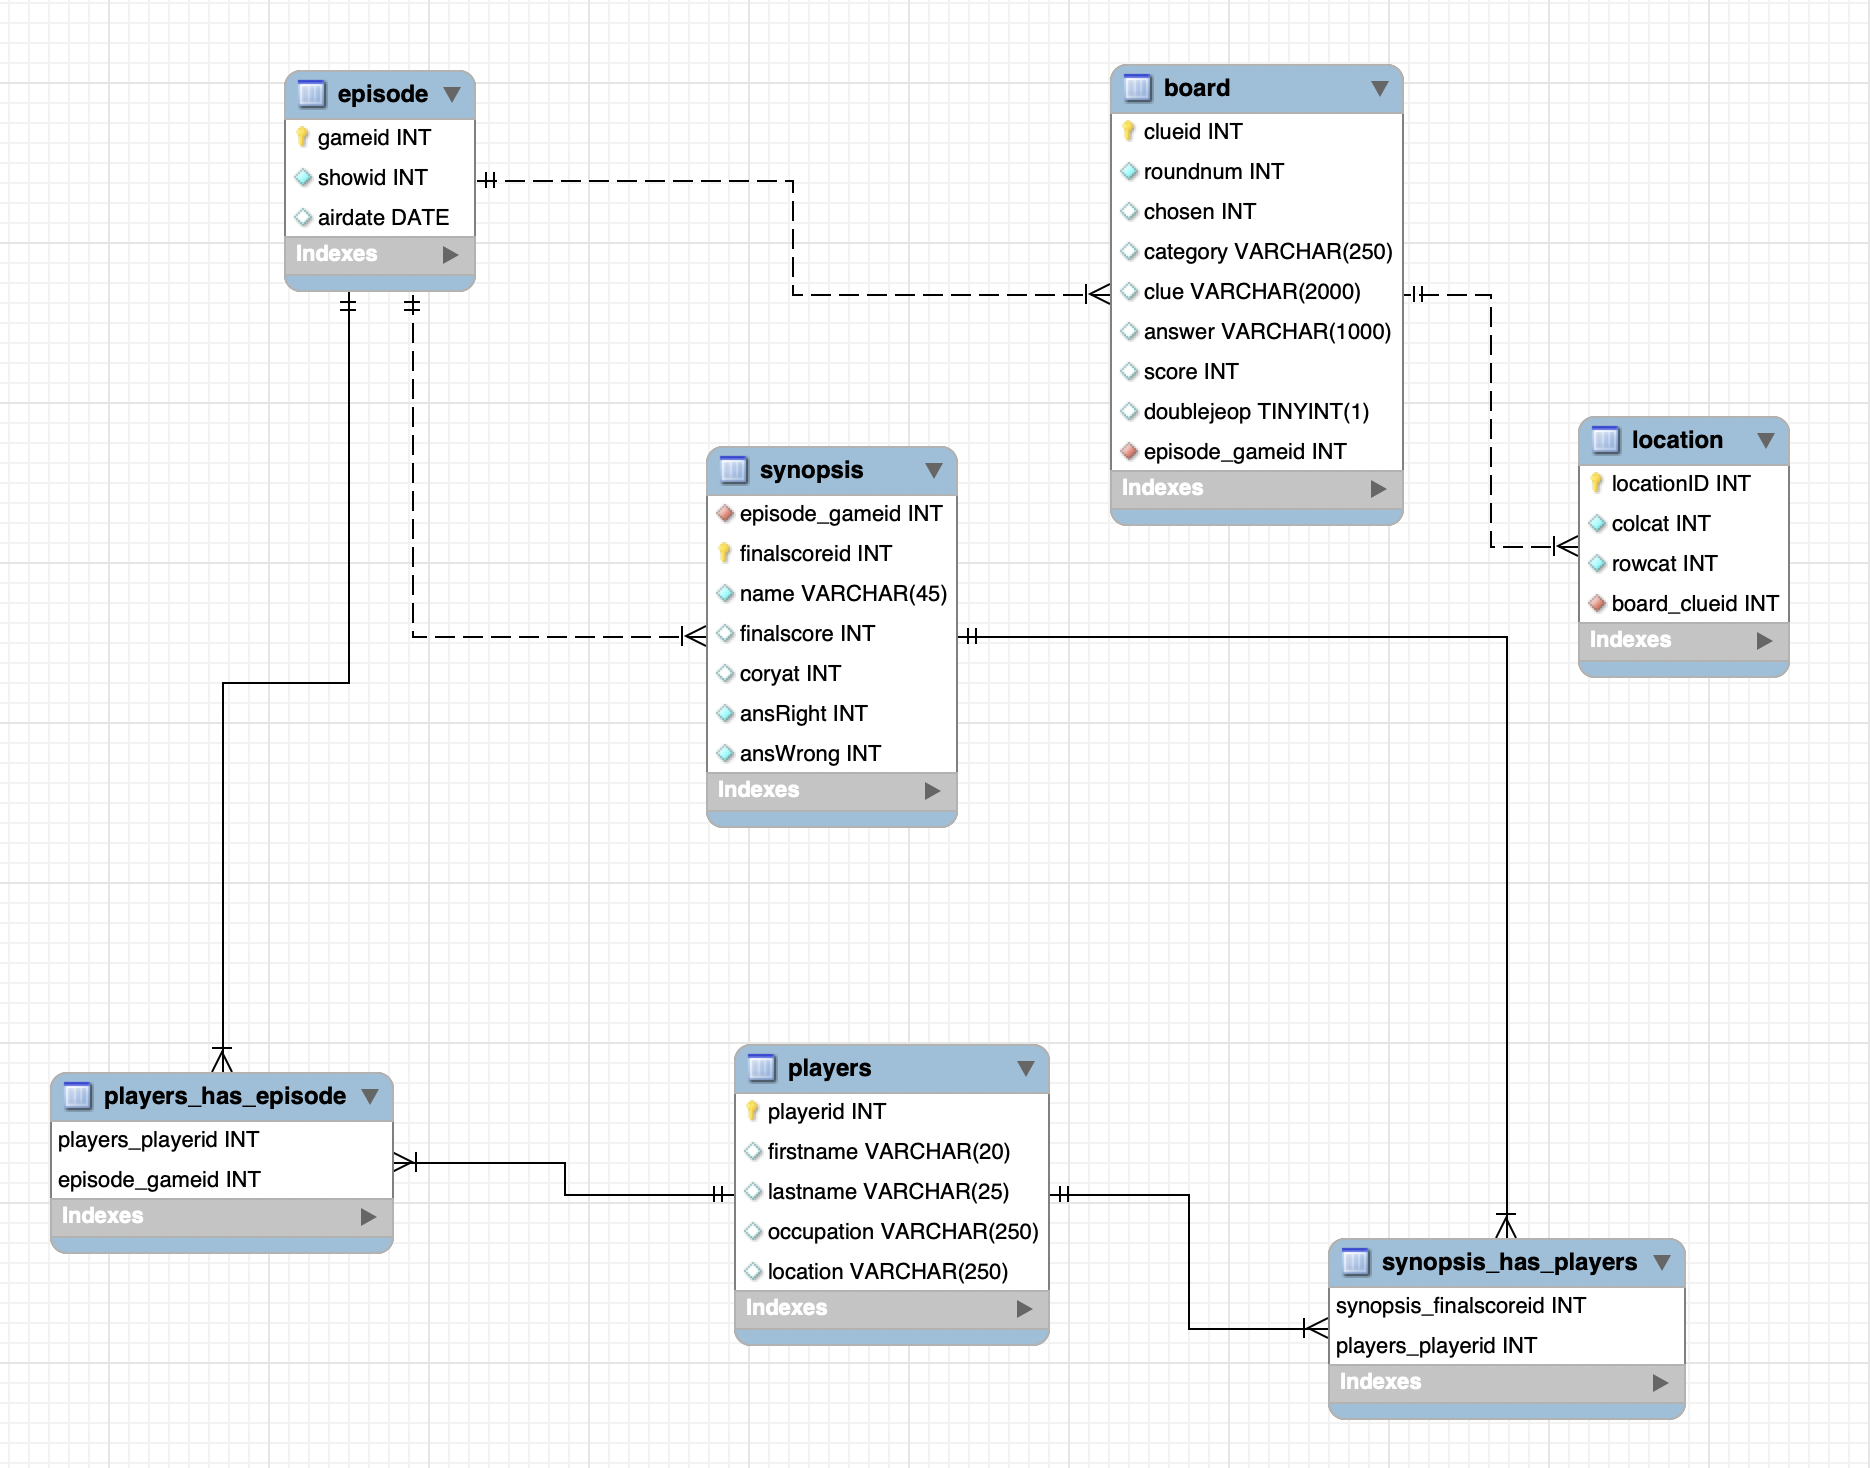 episode
gameid INT
showid INT
airdate DATE
Indexes
board
clueid INT
roundnum INT
chosen INT
category VARCHAR(250)
clue VARCHAR(2000)
answer VARCHAR(1000)
score INT
doublejeop TINYINT(1)
episode_gameid INT
Indexes
location
locationID INT
colcat INT
rowcat INT
board_clueid INT
Indexes
synopsis
episode_gameid INT
finalscoreid INT
name VARCHAR(45)
finalscore INT
coryat INT
ansRight INT
ansWrong INT
Indexes
players_has_episode
players_playerid INT
episode_gameid INT
Indexes
players
playerid INT
firstname VARCHAR(20)
lastname VARCHAR(25)
occupation VARCHAR(250)
location VARCHAR(250)
Indexes
synopsis_has_players
synopsis_finalscoreid INT
players_playerid INT
Indexes